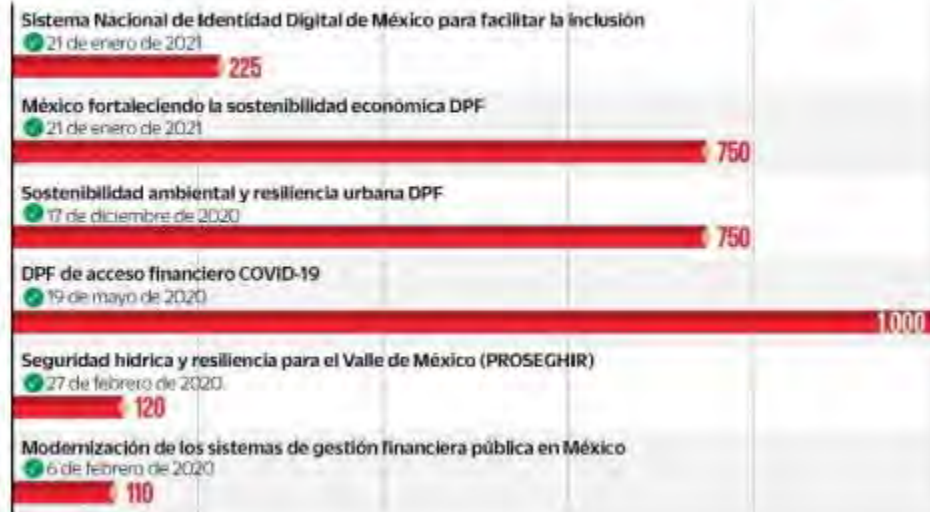 Sistema Nacional de Identidad Digital de México para facilitar la inclusión
21 de enero de 2021
225
México fortaleciendo la sostenibilidad económica DPF
21 de enero de 2021
750
Sostenibilidad ambiental y resiliencia urbana DPF
17 de diciembre de 2020
750
DPF de acceso financiero COVID-19
19 de mayo de 2020
1.000
Seguridad hídrica y resiliencia para el Valle de México (PROSEGHIR)
27 de febrero de 2020
120
Modernización de los sistemas de gestión financiera pública en México
6 de febrero de 2020
110